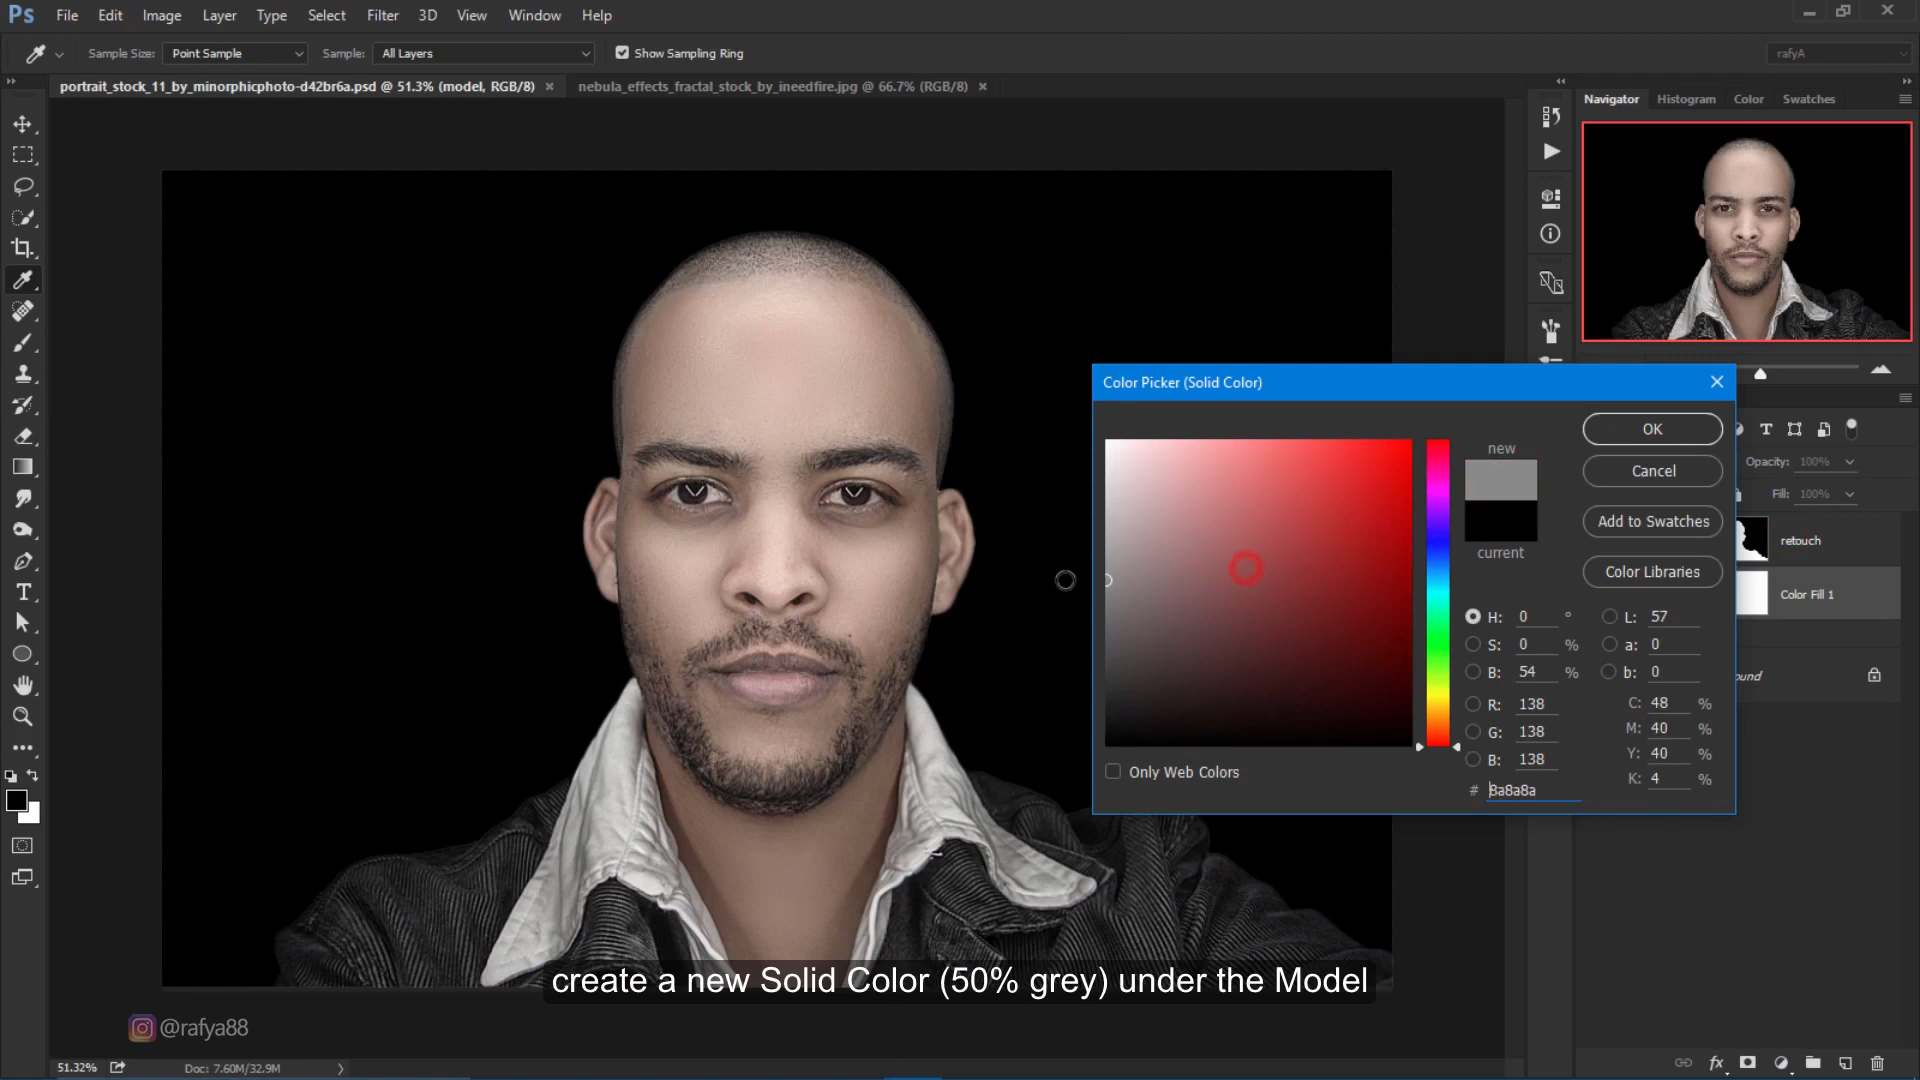 Ps File Edit Image Layer Type Select Filter 3D View Window Help
Sample Size: Point Sample Sample: All Layers Show Sampling Ring rafyA
portrait_stock_11_by_minorphicphoto-d42br6a.psd @ 51.3% (model, RGB/8) × nebula_effects_fractal_stock_by_ineedfire.jpg @ 66.7% (RGB/8) ×
Navigator Histogram Color Swatches
Color Picker (Solid Color)
new
current
OK
Cancel
Add to Swatches
Color Libraries
H: 0 °
S: 0 %
B: 54 %
R: 138
G: 138
B: 138
# 8a8a8a
L: 57
a: 0
b: 0
C: 48 %
M: 40 %
Y: 40 %
K: 4 %
Only Web Colors
Opacity: 100%
Fill: 100%
retouch
Color Fill 1
ound
create a new Solid Color (50% grey) under the Model
@rafya88
51.32% Doc: 7.60M/32.9M
fx